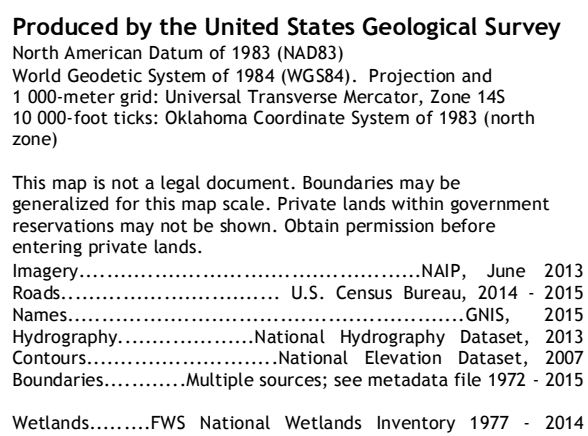 Produced by the United States Geological Survey
North American Datum of 1983 (NAD83)
World Geodetic System of 1984 (WGS84). Projection and
1 000-meter grid: Universal Transverse Mercator, Zone 14S
10 000-foot ticks: Oklahoma Coordinate System of 1983 (north
zone)
This map is not a legal document. Boundaries may be
generalized for this map scale. Private lands within government
reservations may not be shown. Obtain permission before
entering private lands.
Imagery..............................................NAIP, June 2013
Roads.............................. U.S. Census Bureau, 2014 - 2015
Names.....................................................GNIS, 2015
Hydrography...................National Hydrography Dataset, 2013
Contours..........................National Elevation Dataset, 2007
Boundaries............Multiple sources; see metadata file 1972 - 2015
Wetlands.........FWS National Wetlands Inventory 1977 - 2014